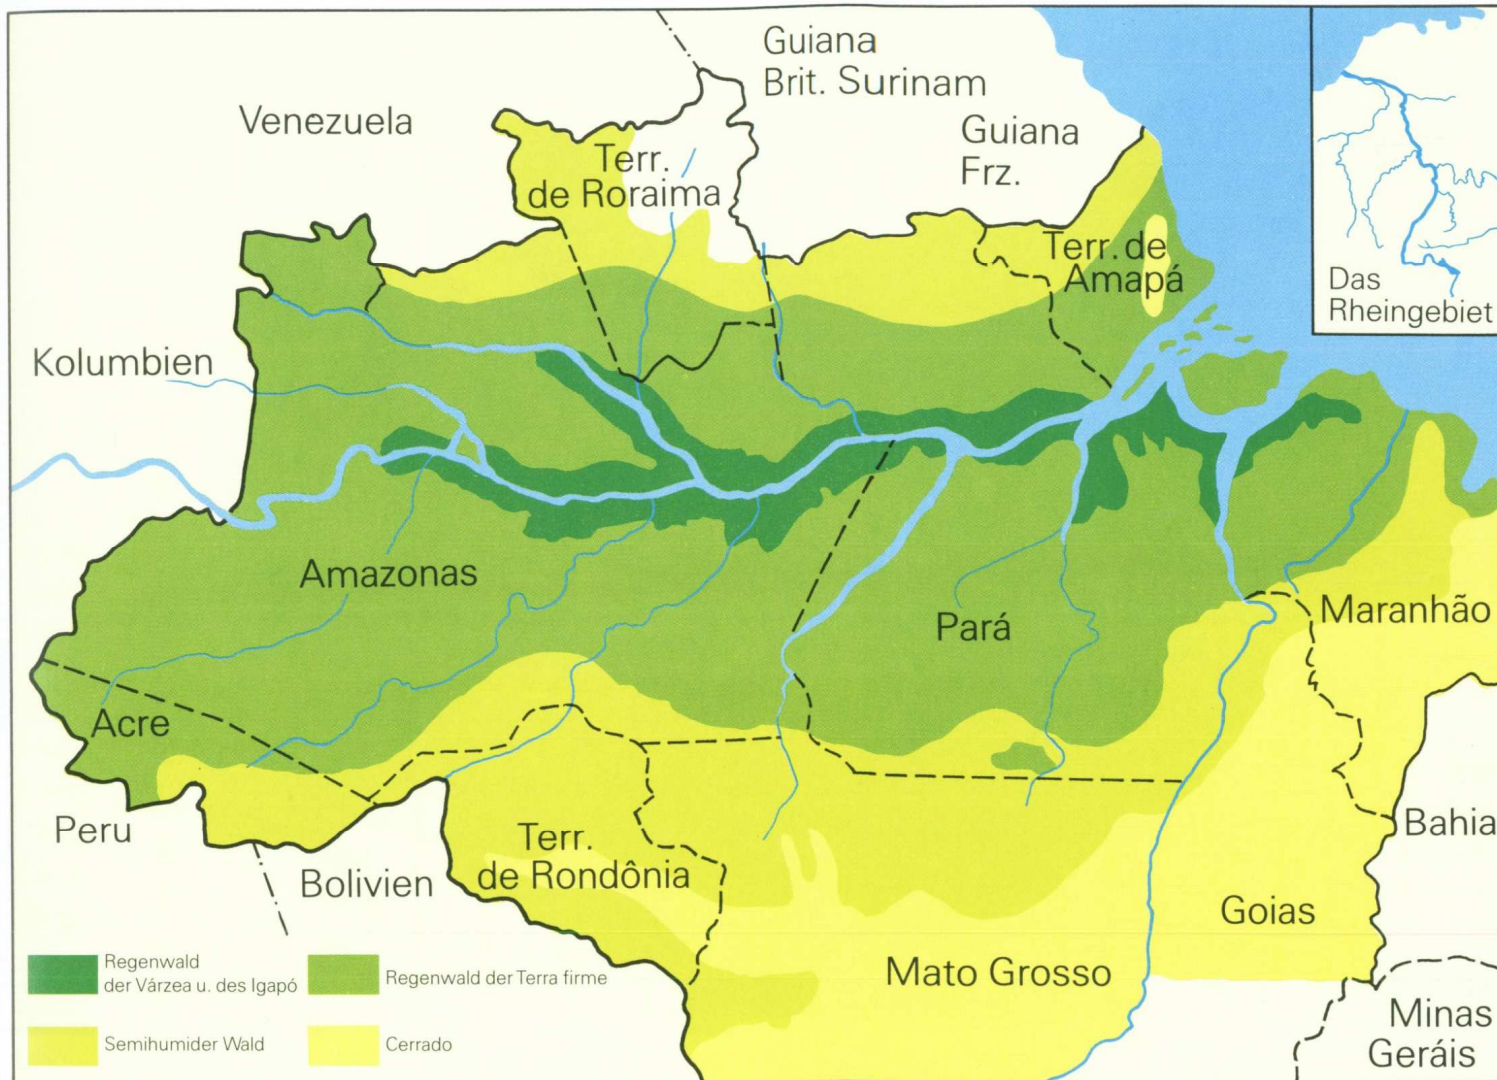 Guiana
Brit. Surinam
Venezuela
Guiana
Frz.
Terr.
de Roraima
Terr. de
Amapá
Das
Rheingebiet
Kolumbien
Amazonas
Pará
Maranhão
Acre
Peru
Bolivien
Terr.
de Rondônia
Bahia
Goias
Mato Grosso
Minas
Geráis
Regenwald
der Várzea u. des Igapó
Regenwald der Terra firme
Semihumider Wald
Cerrado